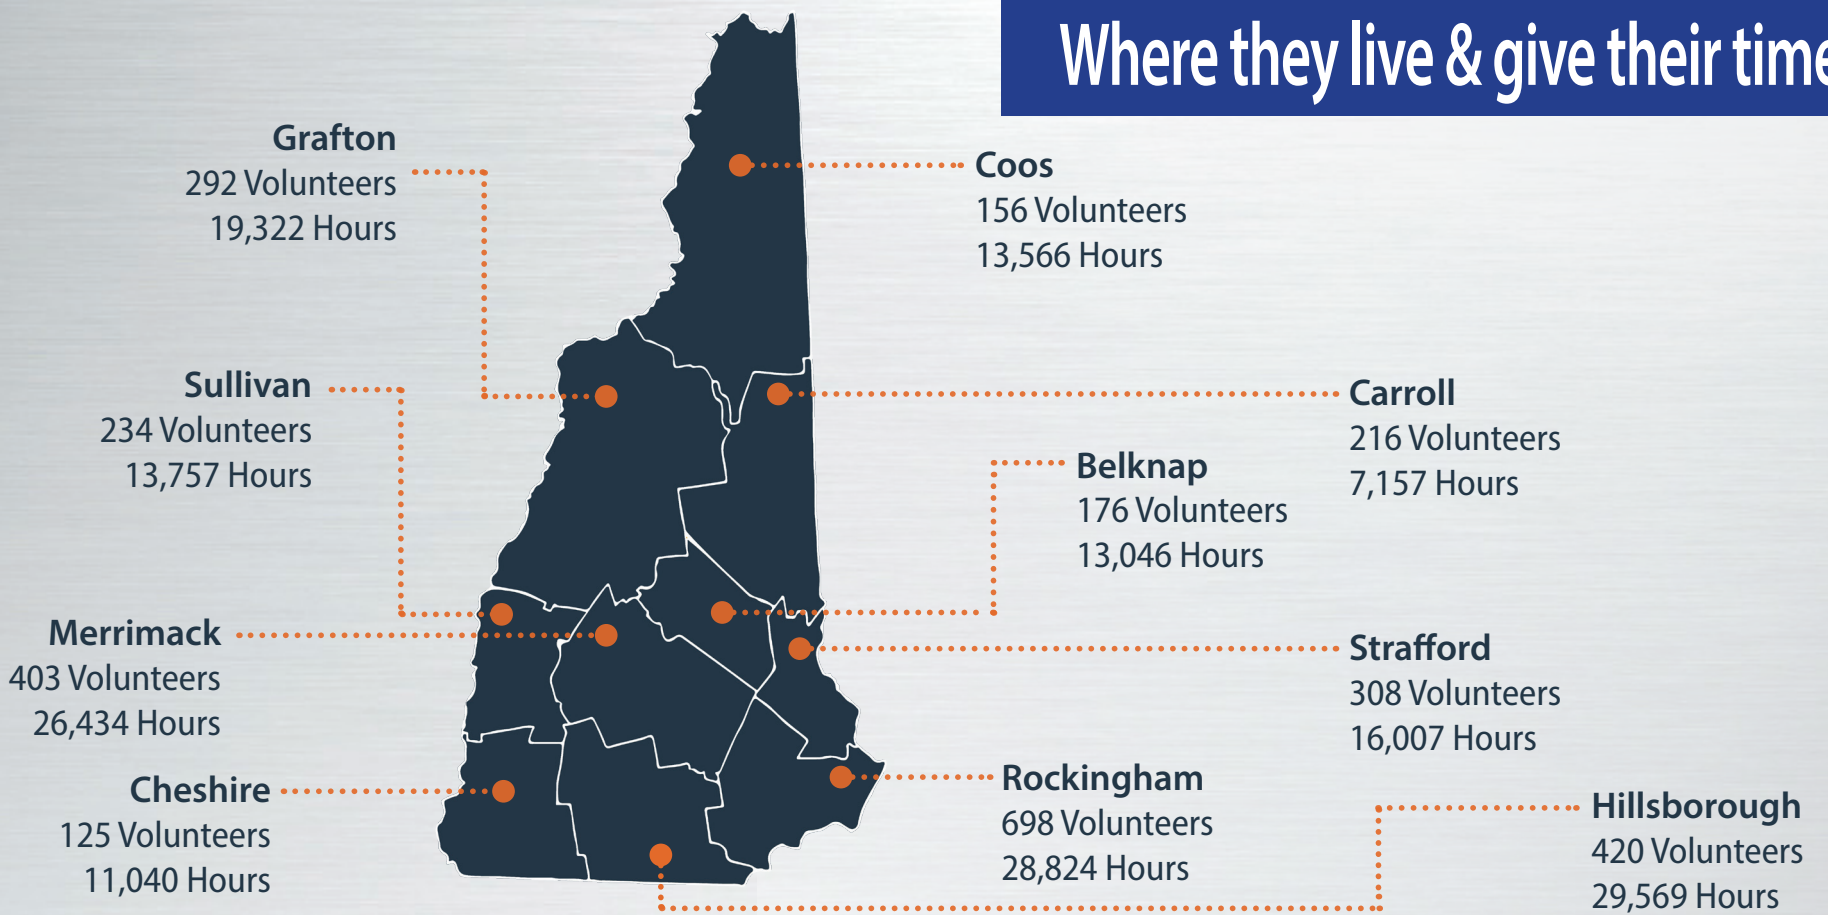 Where they live & give their time
Grafton
292 Volunteers
19,322 Hours
Coos
156 Volunteers
13,566 Hours
Sullivan
234 Volunteers
13,757 Hours
Carroll
216 Volunteers
7,157 Hours
Belknap
176 Volunteers
13,046 Hours
Merrimack
403 Volunteers
26,434 Hours
Strafford
308 Volunteers
16,007 Hours
Cheshire
125 Volunteers
11,040 Hours
Rockingham
698 Volunteers
28,824 Hours
Hillsborough
420 Volunteers
29,569 Hours